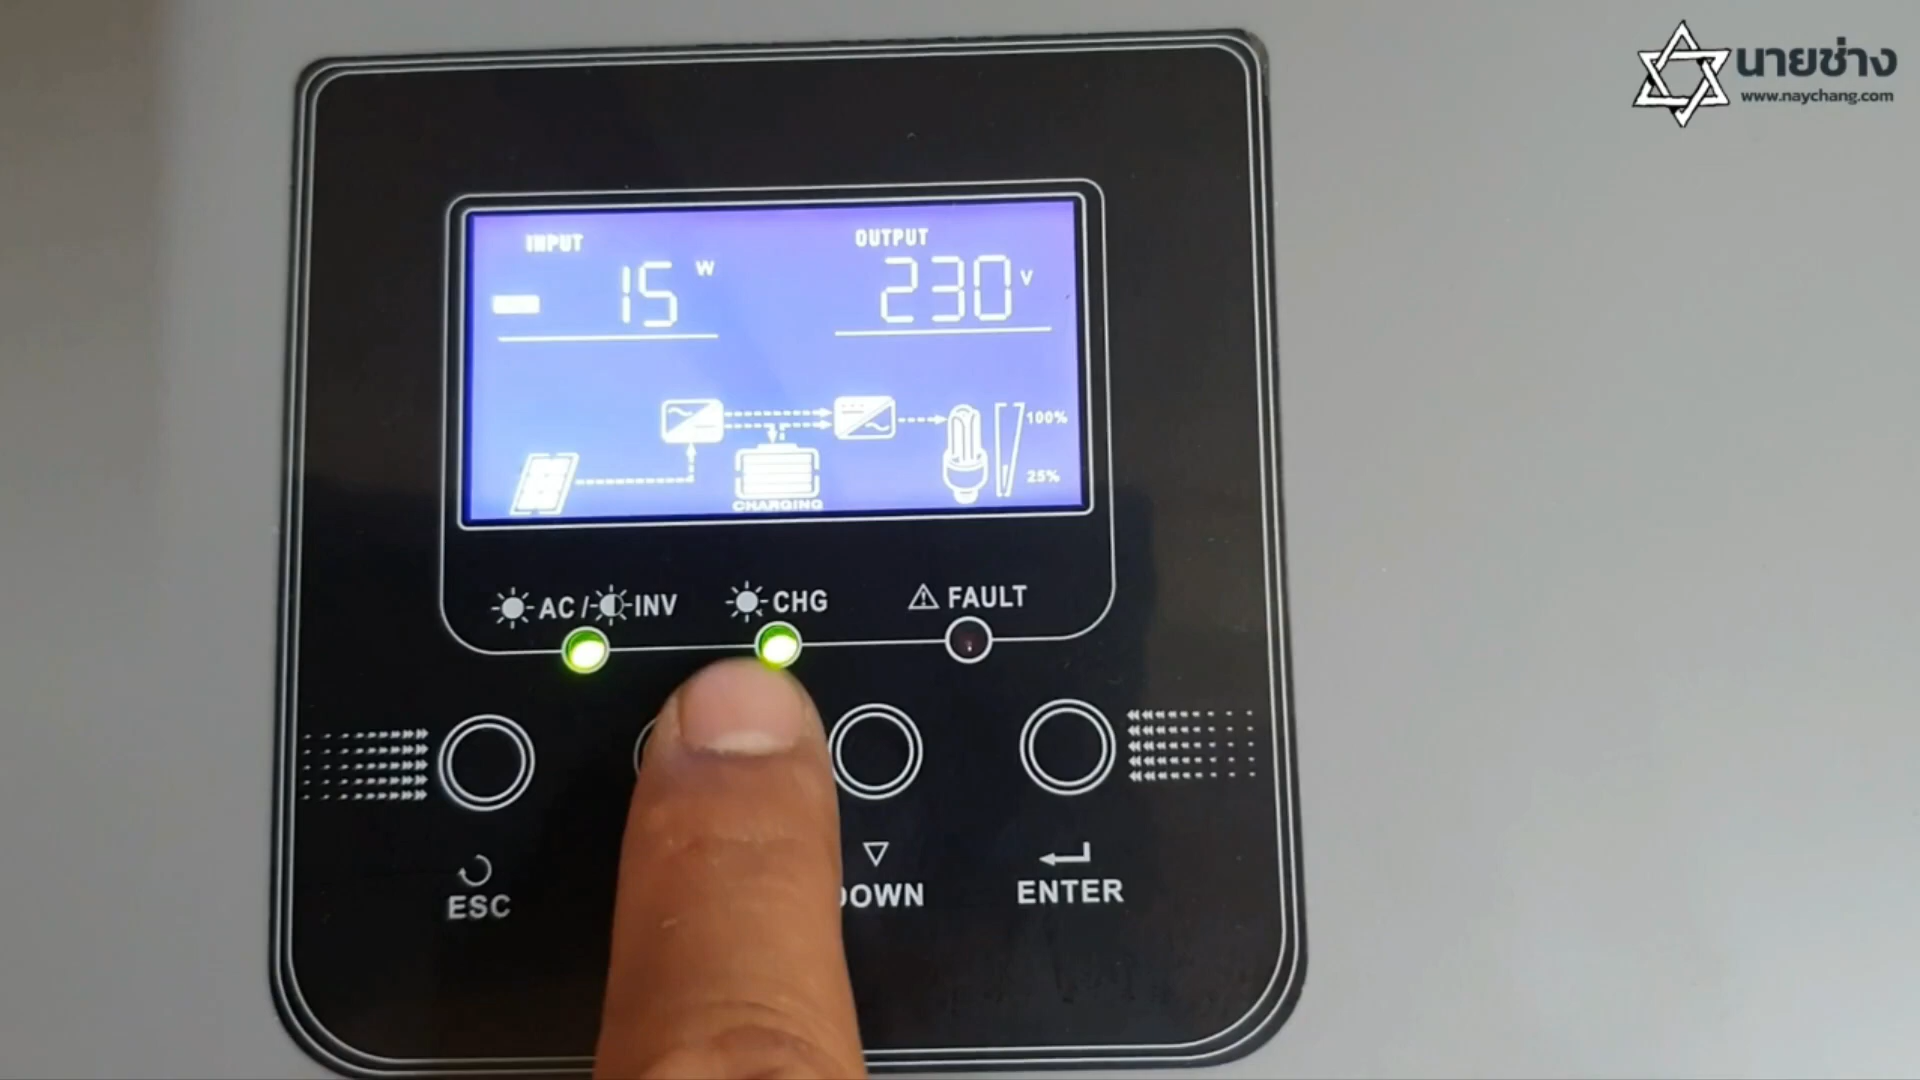 นายช่าง
www.naychang.com
INPUT
OUTPUT
15 W
230 V
100%
25%
CHARGING
AC / INV
CHG
FAULT
ESC
DOWN
ENTER